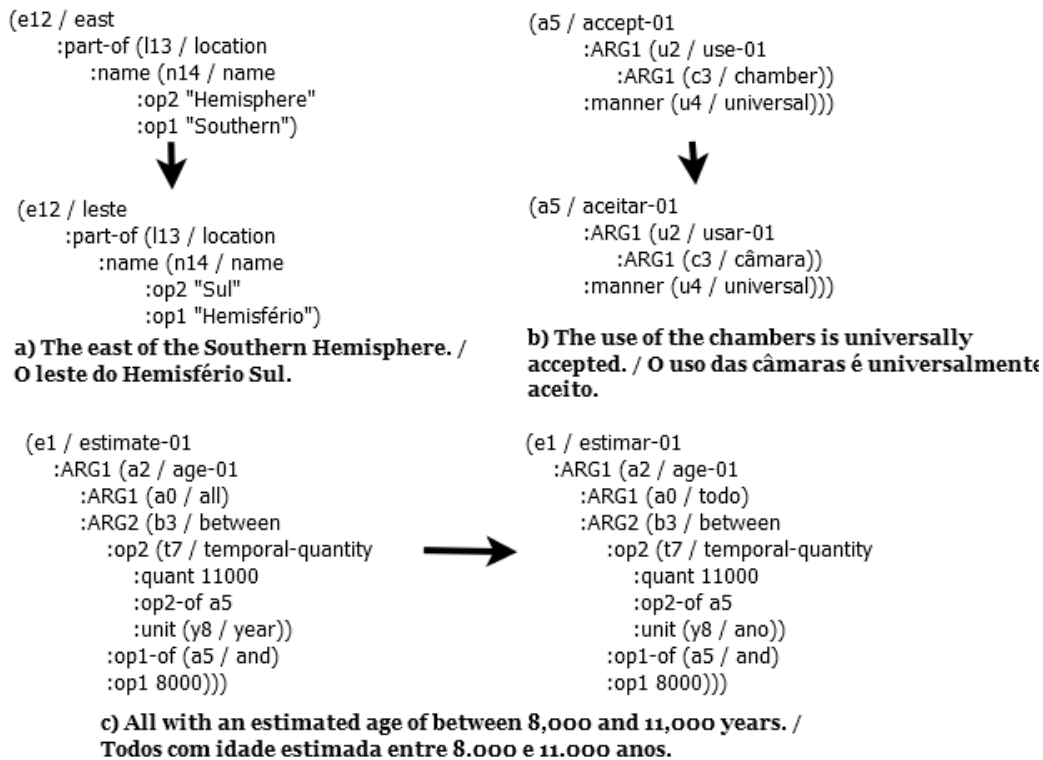 (e12 / east
:part-of (l13 / location
:name (n14 / name
:op2 "Hemisphere"
:op1 "Southern")
(e12 / leste
:part-of (l13 / location
:name (n14 / name
:op2 "Sul"
:op1 "Hemisfério")
a) The east of the Southern Hemisphere. /
O leste do Hemisfério Sul.
(a5 / accept-01
:ARG1 (u2 / use-01
:ARG1 (c3 / chamber))
:manner (u4 / universal)))
(a5 / aceitar-01
:ARG1 (u2 / usar-01
:ARG1 (c3 / câmara))
:manner (u4 / universal)))
b) The use of the chambers is universally
accepted. / O uso das câmaras é universalmente
aceito.
(e1 / estimate-01
:ARG1 (a2 / age-01
:ARG1 (a0 / all)
:ARG2 (b3 / between
:op2 (t7 / temporal-quantity
:quant 11000
:op2-of a5
:unit (y8 / year))
:op1-of (a5 / and)
:op1 8000)))
(e1 / estimar-01
:ARG1 (a2 / age-01
:ARG1 (a0 / todo)
:ARG2 (b3 / between
:op2 (t7 / temporal-quantity
:quant 11000
:op2-of a5
:unit (y8 / ano))
:op1-of (a5 / and)
:op1 8000)))
c) All with an estimated age of between 8,000 and 11,000 years. /
Todos com idade estimada entre 8.000 e 11.000 anos.